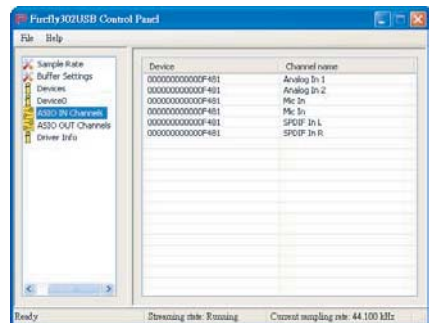 Firefly302USB Control Panel
File Help
Sample Rate
Buffer Settings
Devices
Device0
ASIO IN Channels
ASIO OUT Channels
Driver Info
Device Channel name
000000000000F481 Analog In 1
000000000000F481 Analog In 2
000000000000F481 Mic In
000000000000F481 Mic In
000000000000F481 SPDIF In L
000000000000F481 SPDIF In R
Ready Streaming state: Running Current sampling rate: 44.100 kHz